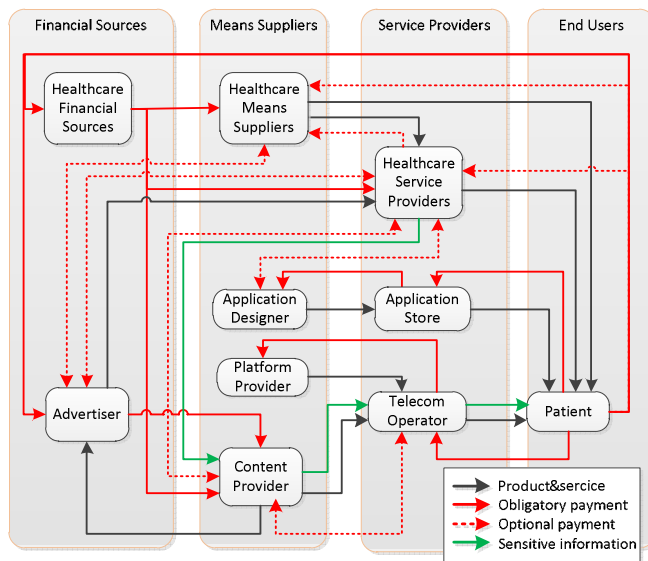 Financial Sources
Means Suppliers
Service Providers
End Users
Healthcare
Financial
Sources
Healthcare
Means
Suppliers
Healthcare
Service
Providers
Application
Designer
Application
Store
Platform
Provider
Advertiser
Telecom
Operator
Patient
Content
Provider
Product&service
Obligatory payment
Optional payment
Sensitive information